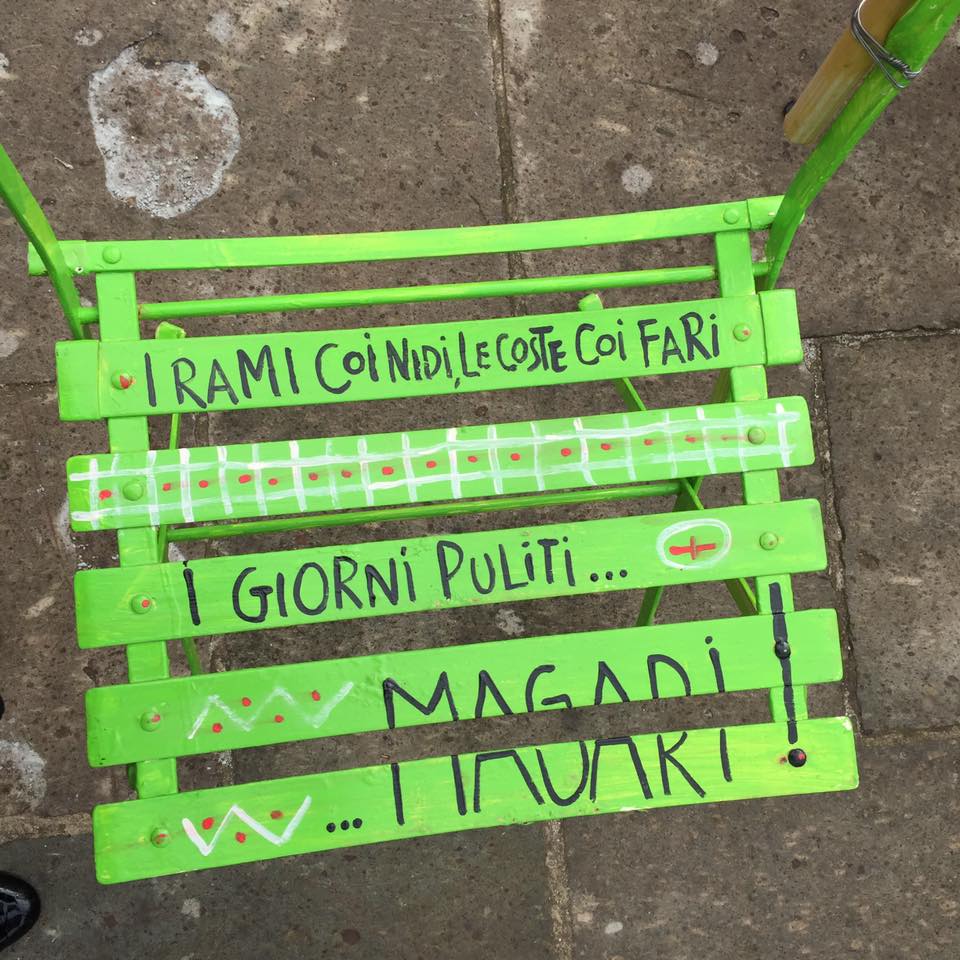 I RAMI COI NIDI, LE COSTE COI FARI
I GIORNI PULITI...
...MAGARI!